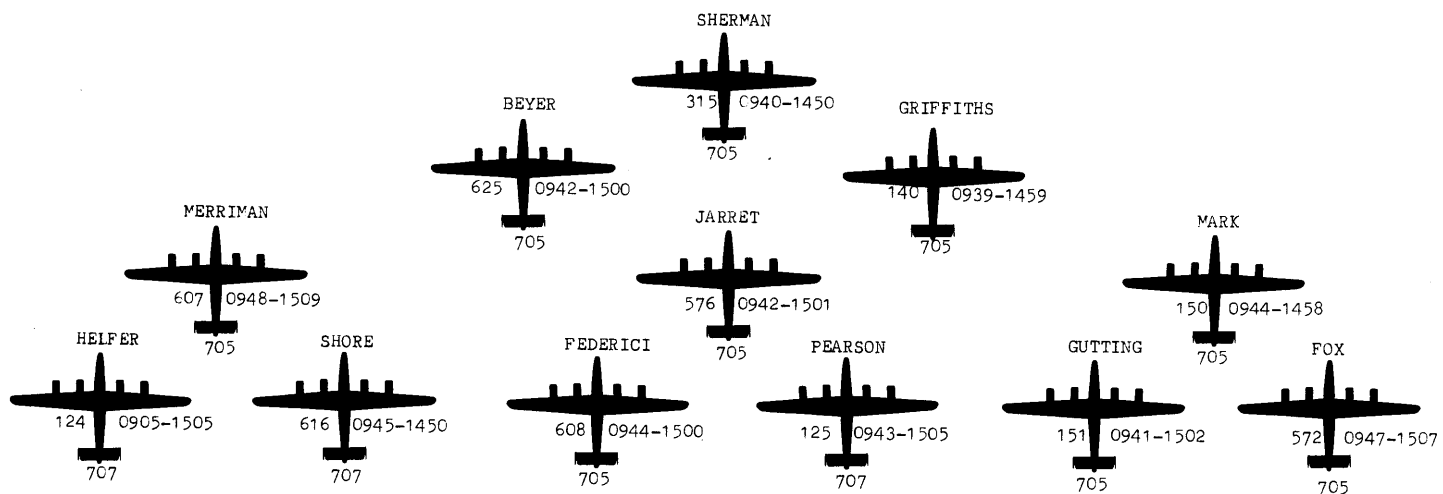 SHERMAN
315 0940-1450
705
BEYER
625 0942-1500
705
GRIFFITHS
140 0939-1459
705
MERRIMAN
607 0948-1509
705
JARRET
576 0942-1501
705
MARK
150 0944-1458
705
HELFER
124 0905-1505
707
SHORE
616 0945-1450
707
FEDERICI
608 0944-1500
705
PEARSON
125 0943-1505
707
GUTTING
151 0941-1502
705
FOX
572 0947-1507
705